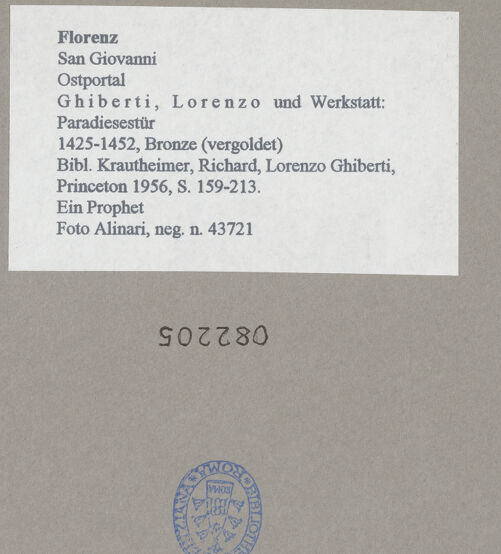 Florenz
San Giovanni
Ostportal
Ghiberti, Lorenzo und Werkstatt:
Paradiesestür
1425-1452, Bronze (vergoldet)
Bibl. Krautheimer, Richard, Lorenzo Ghiberti,
Princeton 1956, S. 159-213.
Ein Prophet
Foto Alinari, neg. n. 43721
082205
ROMA